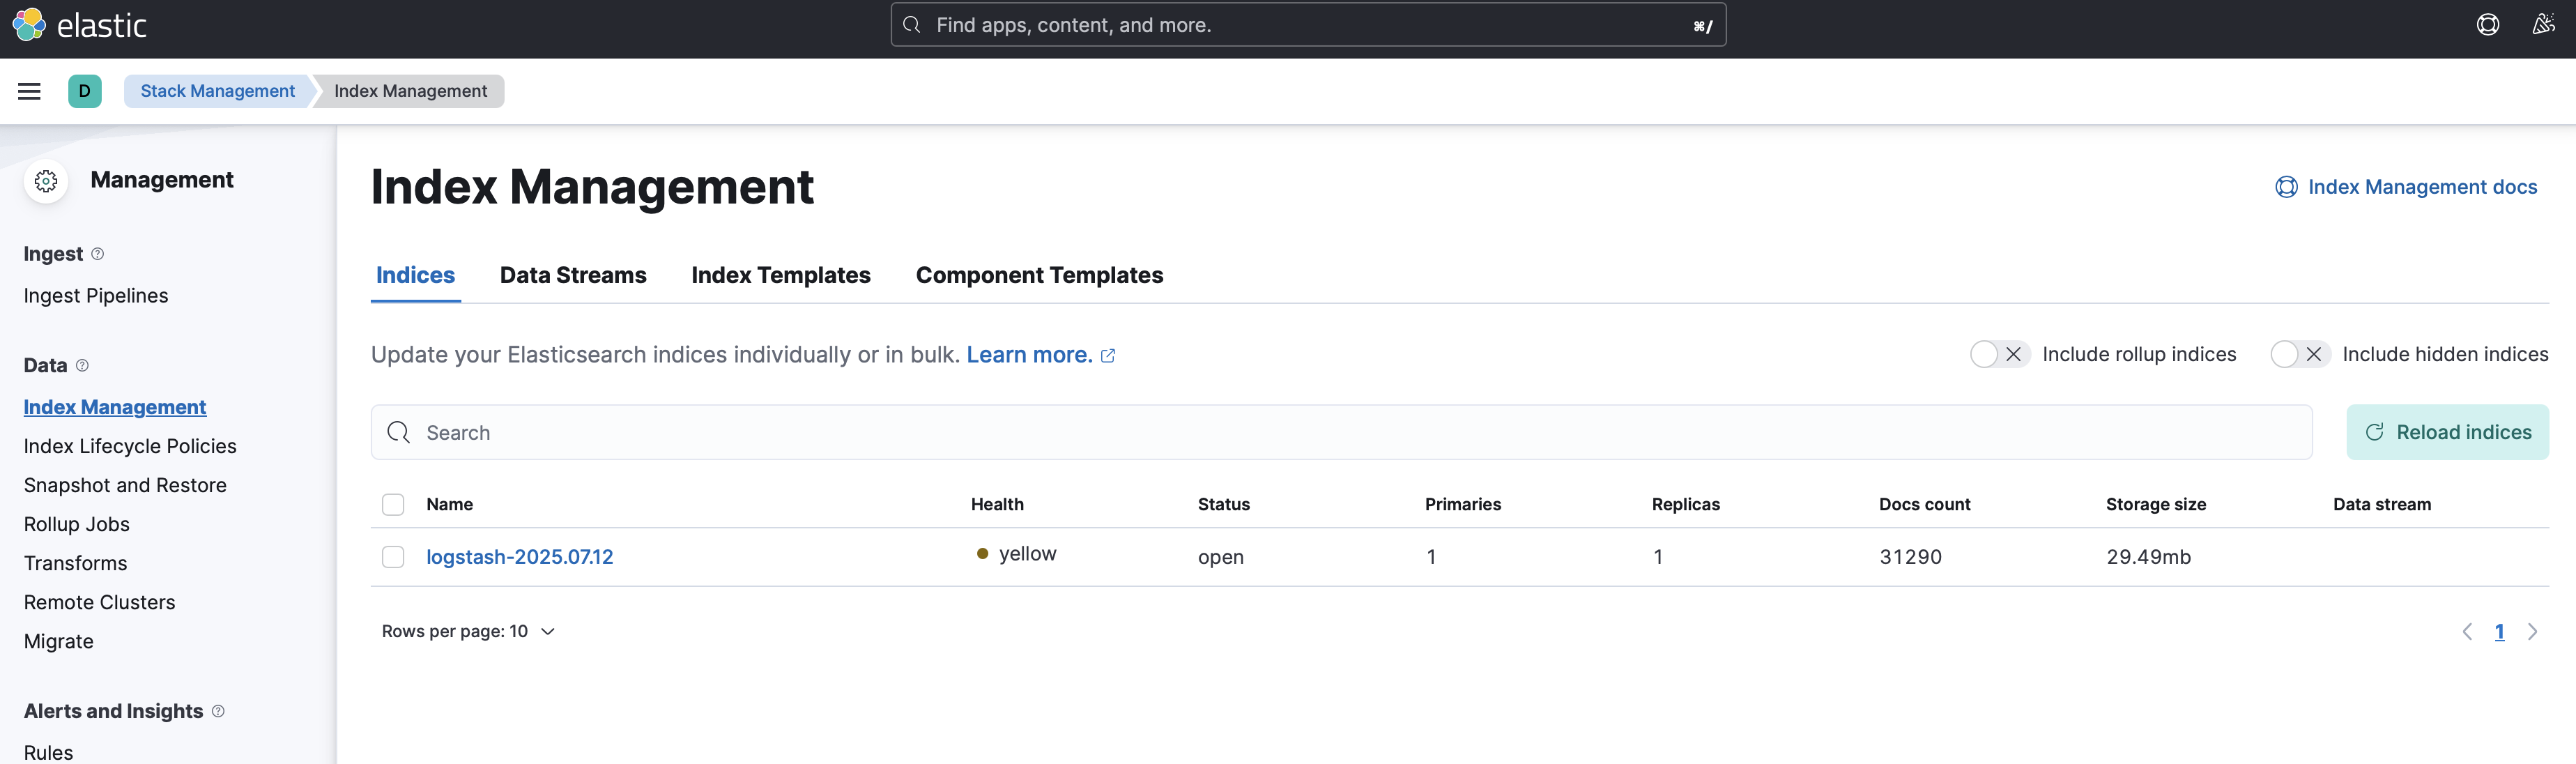 elastic
Find apps, content, and more. ⌘/
D Stack Management Index Management
Management
Ingest
Ingest Pipelines
Data
Index Management
Index Lifecycle Policies
Snapshot and Restore
Rollup Jobs
Transforms
Remote Clusters
Migrate
Alerts and Insights
Rules
Index Management
Index Management docs
Indices Data Streams Index Templates Component Templates
Update your Elasticsearch indices individually or in bulk. Learn more.
Include rollup indices Include hidden indices
Search
Reload indices
Name Health Status Primaries Replicas Docs count Storage size Data stream
logstash-2025.07.12 yellow open 1 1 31290 29.49mb
Rows per page: 10
1